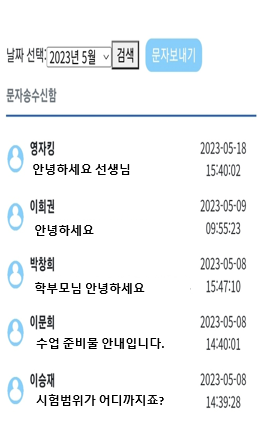 날짜 선택: 2023년 5월 검색 문자보내기
문자송수신함
영자킹 2023-05-18
안녕하세요 선생님 15:40:02
이희권 2023-05-09
안녕하세요 09:55:23
박창희 2023-05-08
학부모님 안녕하세요 15:47:10
이문희 2023-05-08
수업 준비물 안내입니다. 14:40:01
이승재 2023-05-08
시험범위가 어디까지죠? 14:39:28